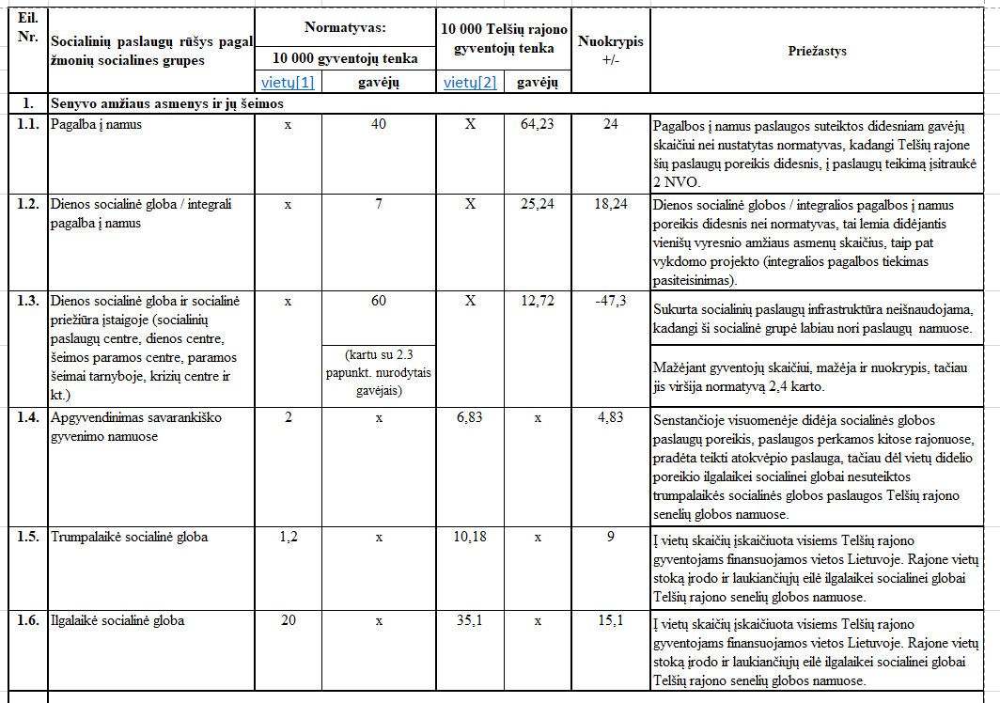 Eil. Nr.
Socialinių paslaugų rūšys pagal žmonių socialines grupes
Normatyvas:
10 000 gyventojų tenka
vietų[1]
gavėjų
10 000 Telšių rajono gyventojų tenka
vietų[2]
gavėjų
Nuokrypis +/-
Priežastys
1.
Senyvo amžiaus asmenys ir jų šeimos
1.1.
Pagalba į namus
x
40
X
64,23
24
Pagalbos į namus paslaugos suteiktos didesniam gavėjų
skaičiui nei nustatytas normatyvas, kadangi Telšių rajone
šių paslaugų poreikis didesnis, į paslaugų teikimą įsitraukė
2 NVO.
1.2.
Dienos socialinė globa / integrali
pagalba į namus
x
7
X
25,24
18,24
Dienos socialinė globos / integralios pagalbos į namus
poreikis didesnis nei normatyvas, tai lemia didėjantis
vienišų vyresnio amžiaus asmenų skaičius, taip pat
vykdomo projekto (integralios pagalbos tiekimas
pasiteisinimas).
1.3.
Dienos socialinė globa ir socialinė
priežiūra įstaigoje (socialinių
paslaugų centre, dienos centre,
šeimos paramos centre, paramos
šeimai tarnyboje, krizių centre ir
kt.)
x
60
(kartu su 2.3
papunkt. nurodytais
gavėjais)
X
12,72
-47,3
Sukurta socialinių paslaugų infrastruktūra neišnaudojama,
kadangi ši socialinė grupė labiau nori paslaugų namuose.
Mažėjant gyventojų skaičiui, mažėja ir nuokrypis, tačiau
jis viršija normatyvą 2,4 karto.
1.4.
Apgyvendinimas savarankiško
gyvenimo namuose
2
x
6,83
x
4,83
Senstančioje visuomenėje didėja socialinės globos
paslaugų poreikis, paslaugos perkamos kitose rajonuose,
pradėta teikti atokvėpio paslauga, tačiau dėl vietų didelio
poreikio ilgalaikei socialinei globai nesuteiktos
trumpalaikės socialinės globos paslaugos Telšių rajono
senelių globos namuose.
1.5.
Trumpalaikė socialinė globa
1,2
x
10,18
x
9
Į vietų skaičių įskaičiuota visiems Telšių rajono
gyventojams finansuojamos vietos Lietuvoje. Rajone vietų
stoką įrodo ir laukiančiųjų eilė ilgalaikei socialinei globai
Telšių rajono senelių globos namuose.
1.6.
Ilgalaikė socialinė globa
20
x
35,1
x
15,1
Į vietų skaičių įskaičiuota visiems Telšių rajono
gyventojams finansuojamos vietos Lietuvoje. Rajone vietų
stoką įrodo ir laukiančiųjų eilė ilgalaikei socialinei globai
Telšių rajono senelių globos namuose.